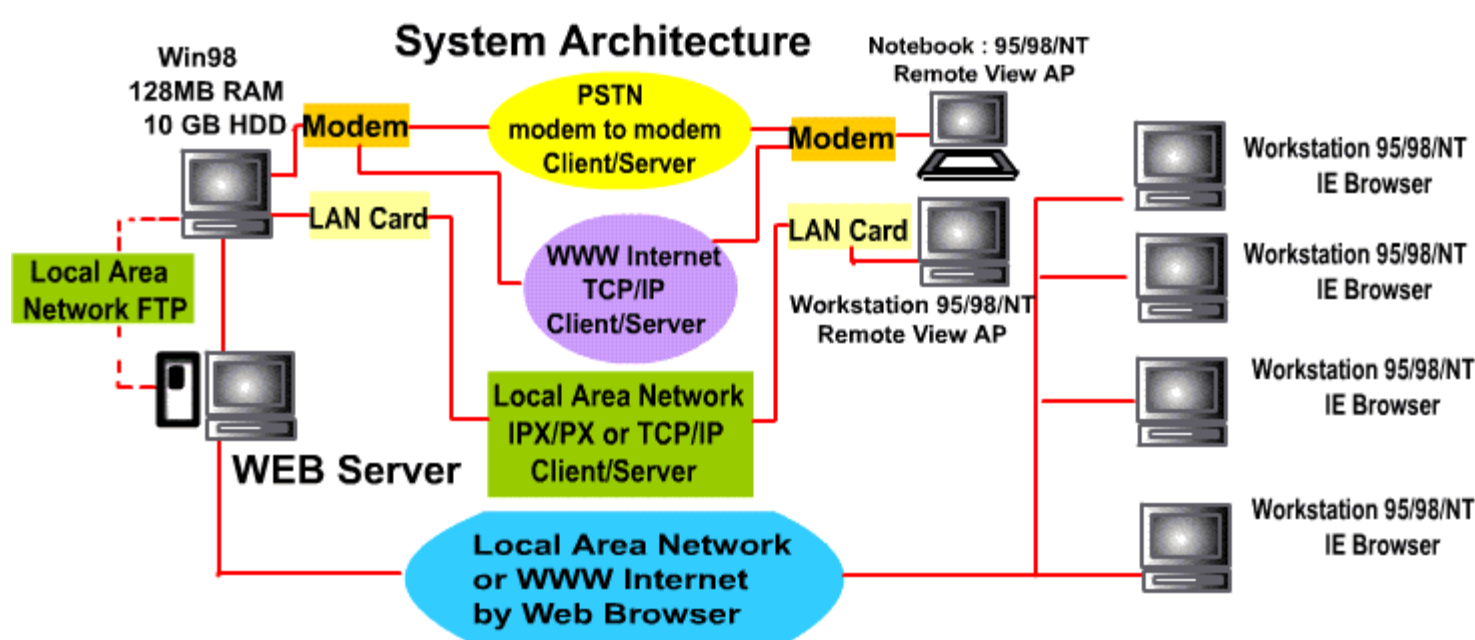 System Architecture
Win98
128MB RAM
10 GB HDD
Modem
PSTN
modem to modem
Client/Server
Modem
Notebook : 95/98/NT
Remote View AP
LAN Card
WWW Internet
TCP/IP
Client/Server
LAN Card
Workstation 95/98/NT
Remote View AP
Local Area
Network FTP
Local Area Network
IPX/PX or TCP/IP
Client/Server
WEB Server
Local Area Network
or WWW Internet
by Web Browser
Workstation 95/98/NT
IE Browser
Workstation 95/98/NT
IE Browser
Workstation 95/98/NT
IE Browser
Workstation 95/98/NT
IE Browser